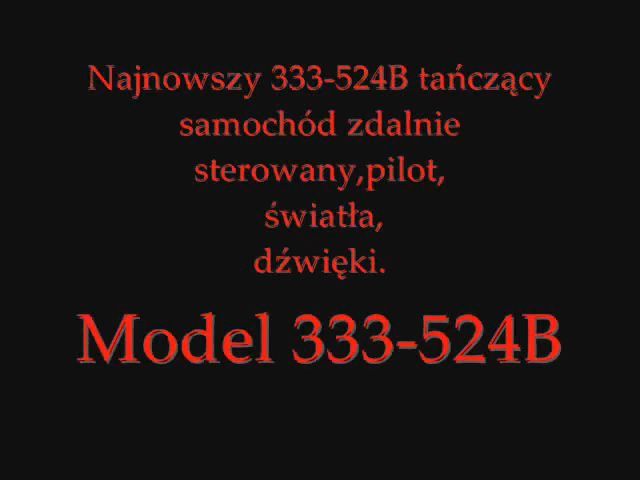 Najnowszy 333-524B tańczący
samochód zdalnie
sterowany,pilot,
światła,
dźwięki.
Model 333-524B